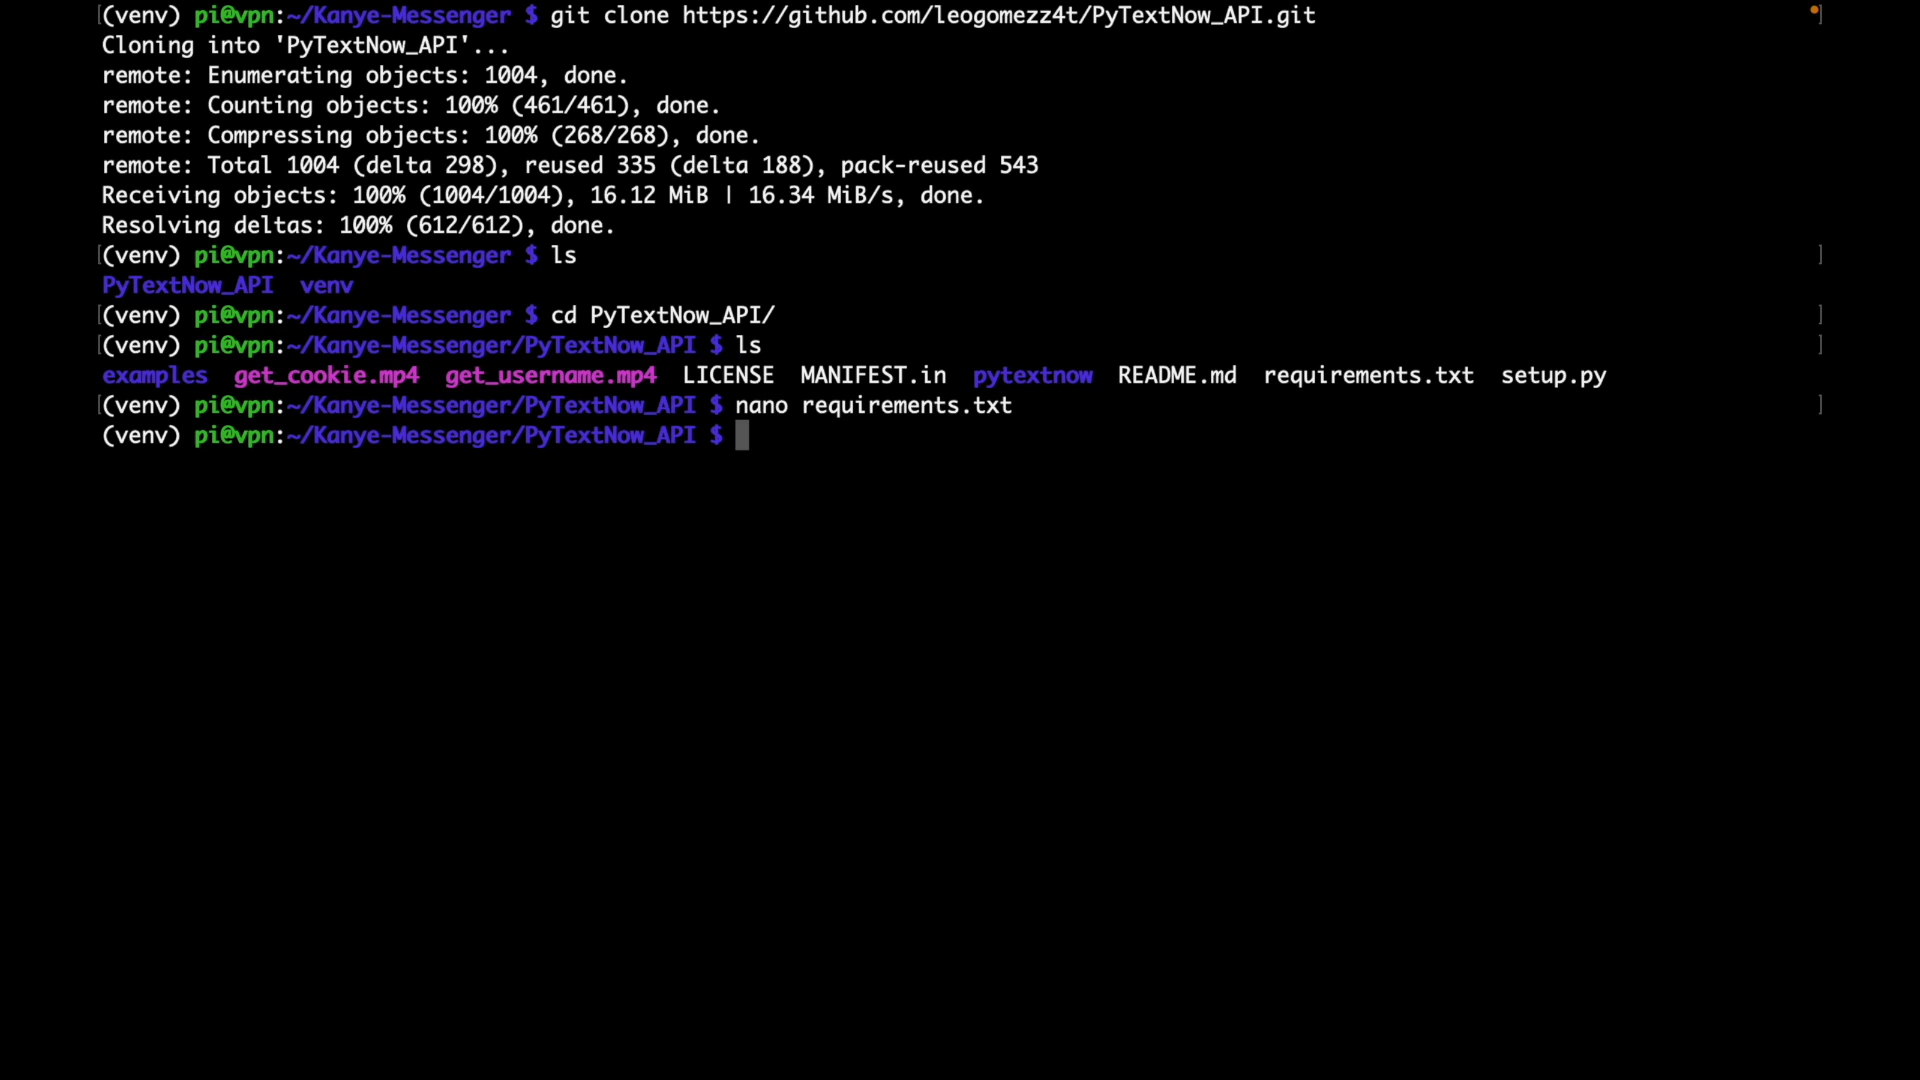 (venv) pi@vpn:~/Kanye-Messenger $ git clone https://github.com/leogomezz4t/PyTextNow_API.git
Cloning into 'PyTextNow_API'...
remote: Enumerating objects: 1004, done.
remote: Counting objects: 100% (461/461), done.
remote: Compressing objects: 100% (268/268), done.
remote: Total 1004 (delta 298), reused 335 (delta 188), pack-reused 543
Receiving objects: 100% (1004/1004), 16.12 MiB | 16.34 MiB/s, done.
Resolving deltas: 100% (612/612), done.
(venv) pi@vpn:~/Kanye-Messenger $ ls
PyTextNow_API  venv
(venv) pi@vpn:~/Kanye-Messenger $ cd PyTextNow_API/
(venv) pi@vpn:~/Kanye-Messenger/PyTextNow_API $ ls
examples  get_cookie.mp4  get_username.mp4  LICENSE  MANIFEST.in  pytextnow  README.md  requirements.txt  setup.py
(venv) pi@vpn:~/Kanye-Messenger/PyTextNow_API $ nano requirements.txt
(venv) pi@vpn:~/Kanye-Messenger/PyTextNow_API $